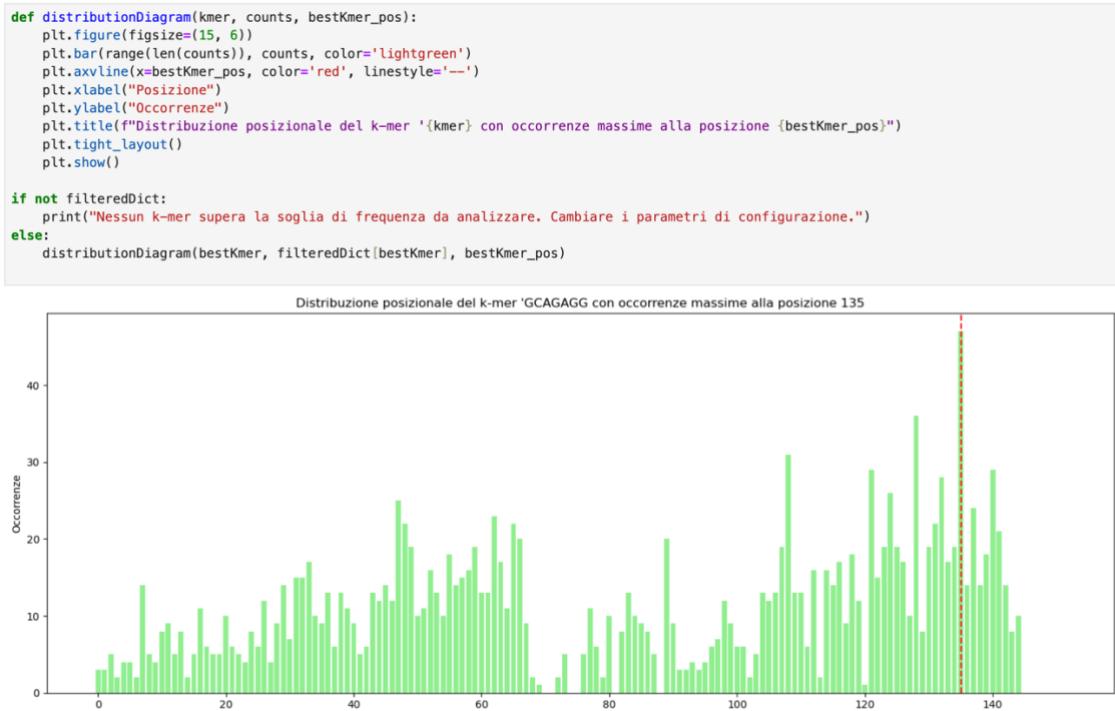 def distributionDiagram(kmer, counts, bestKmer_pos):
    plt.figure(figsize=(15, 6))
    plt.bar(range(len(counts)), counts, color='lightgreen')
    plt.axvline(x=bestKmer_pos, color='red', linestyle='--')
    plt.xlabel("Posizione")
    plt.ylabel("Occorrenze")
    plt.title(f"Distribuzione posizionale del k-mer '{kmer} con occorrenze massime alla posizione {bestKmer_pos}")
    plt.tight_layout()
    plt.show()
if not filteredDict:
    print("Nessun k-mer supera la soglia di frequenza da analizzare. Cambiare i parametri di configurazione.")
else:
    distributionDiagram(bestKmer, filteredDict[bestKmer], bestKmer_pos)
Distribuzione posizionale del k-mer 'GCAGAGG con occorrenze massime alla posizione 135
Occorrenze
40
30
20
10
0
0 20 40 60 80 100 120 140